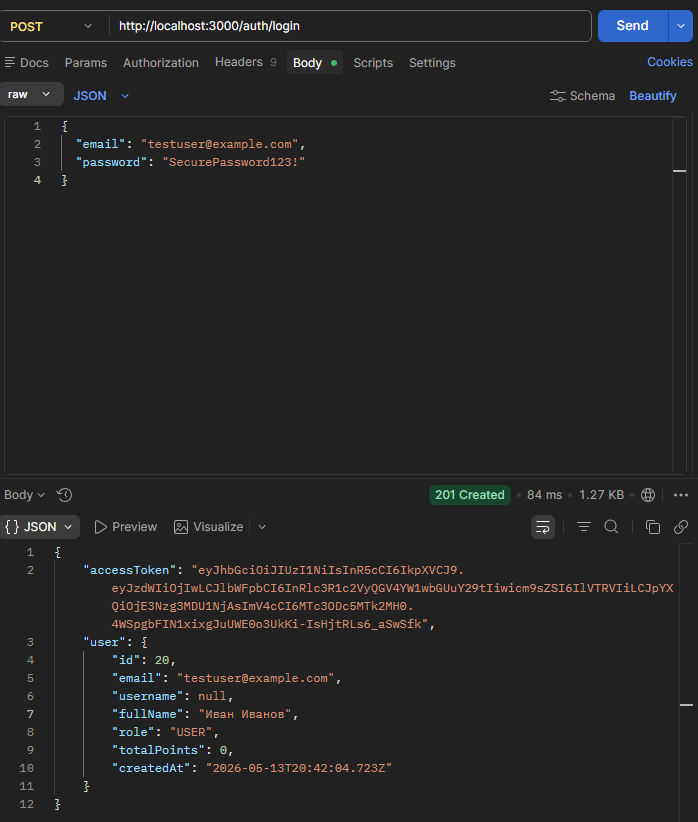 POST http://localhost:3000/auth/login Send
Docs Params Authorization Headers 9 Body Scripts Settings Cookies
raw JSON Schema Beautify
1 {
2 "email": "testuser@example.com",
3 "password": "SecurePassword123!"
4 }
Body 201 Created 84 ms 1.27 KB
{} JSON Preview Visualize
1 {
2 "accessToken": "eyJhbGciOiJIUzI1NiIsInR5cCI6IkpXVCJ9.
eyJzdWIiOjIwLCJlbWFpbCI6InRlc3R1c2VyQGV4YW1wbGUuY29tIiwicm9sZSI6IlVTRVIiLCJpYX
QiOjE3Nzg3MDU1NjAsImV4cCI6MTc3ODc5MTk2MH0.
4WSpgbFIN1xixgJuUWE0o3UkKi-IsHjtRLs6_aSwSfk",
3 "user": {
4 "id": 20,
5 "email": "testuser@example.com",
6 "username": null,
7 "fullName": "Иван Иванов",
8 "role": "USER",
9 "totalPoints": 0,
10 "createdAt": "2026-05-13T20:42:04.723Z"
11 }
12 }